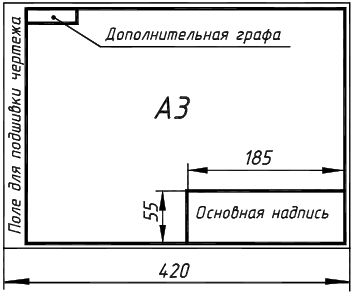 Дополнительная графа
Поле для подшивки чертежа
А3
185
55
Основная надпись
420